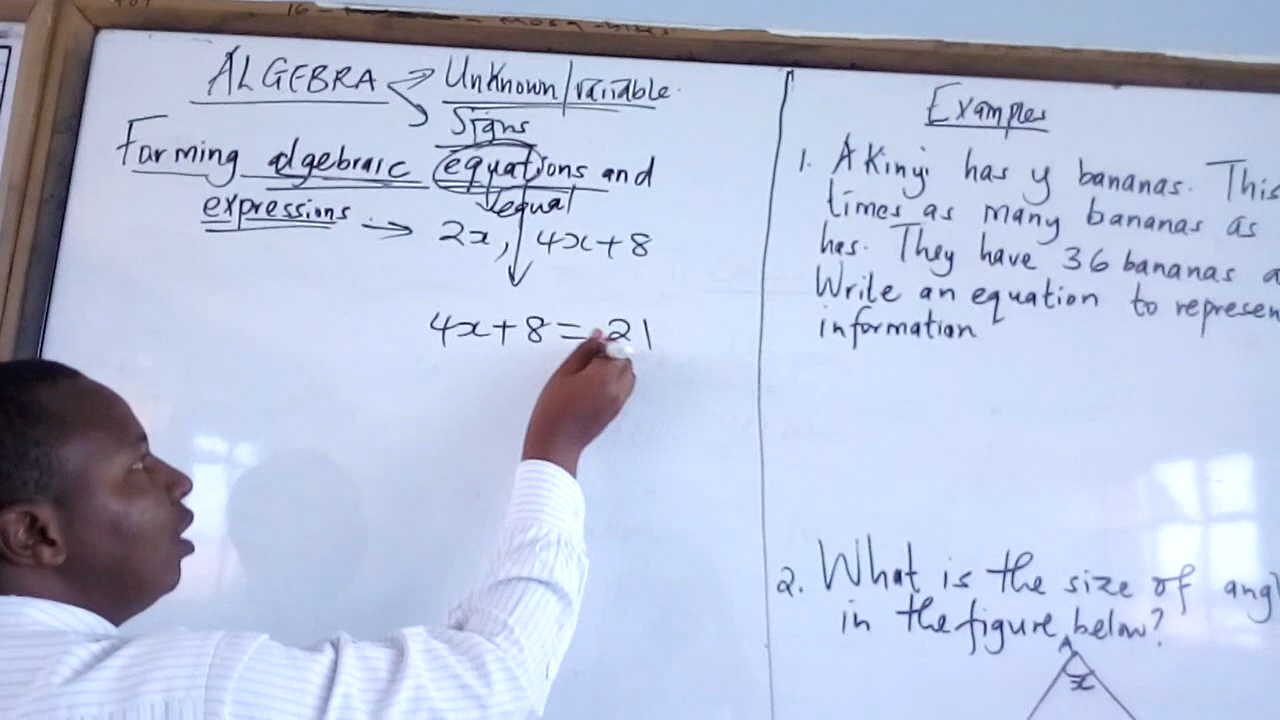 ALGEBRA
Unknown/variable
Signs
Forming algebraic equations and
equal
expressions → 2x, 4x+8
4x+8 = 21
Examples
1. AKinyi has y bananas. This
times as many bananas as
has. They have 36 bananas
Write an equation to represen
information
2. What is the size of ang
in the figure below?
A
x